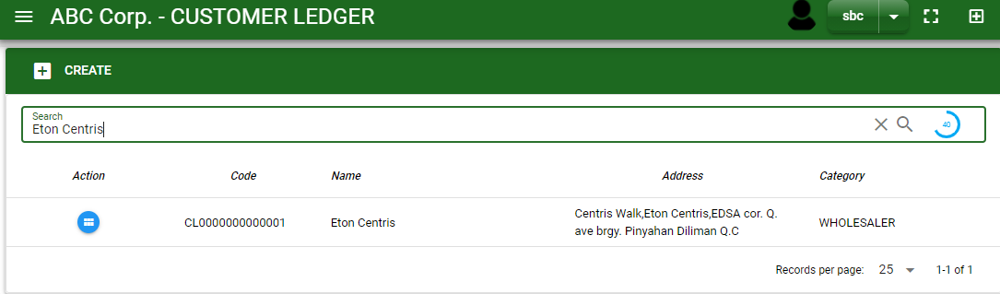 ABC Corp. - CUSTOMER LEDGER
sbc
CREATE
Search
Eton Centris
40
Action Code Name Address Category
CL0000000000001 Eton Centris Centris Walk,Eton Centris,EDSA cor. Q. WHOLESALER
ave brgy. Pinyahan Diliman Q.C
Records per page: 25 1-1 of 1